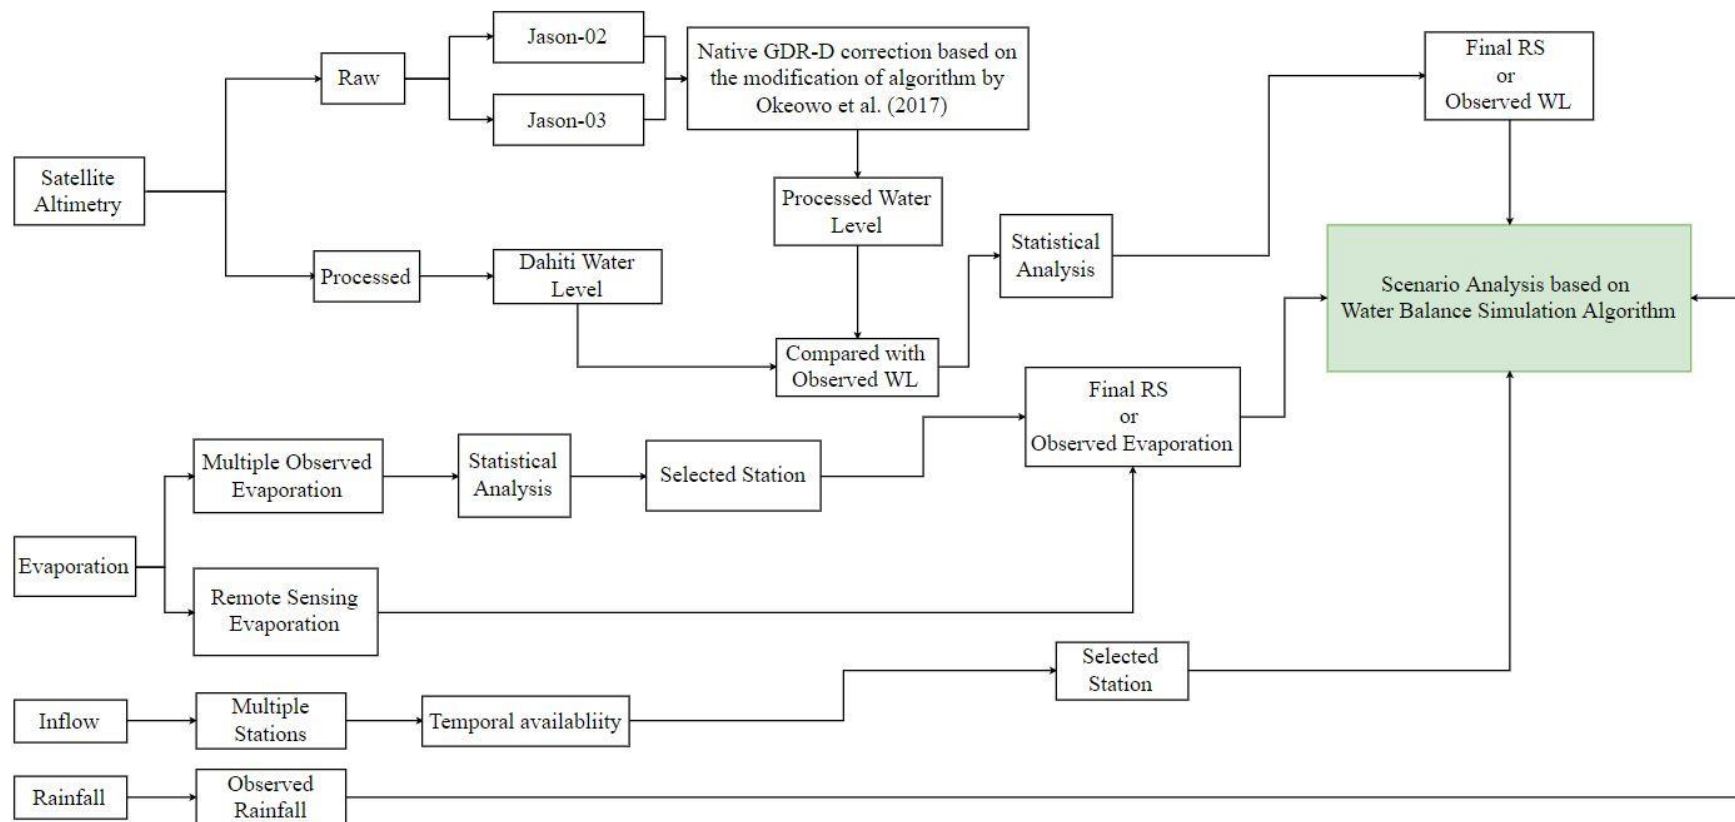 Jason-02
Raw
Jason-03
Native GDR-D correction based on
the modification of algorithm by
Okeowo et al. (2017)
Final RS
or
Observed WL
Satellite
Altimetry
Processed Water
Level
Processed
Dahiti Water
Level
Statistical
Analysis
Scenario Analysis based on
Water Balance Simulation Algorithm
Compared with
Observed WL
Final RS
or
Observed Evaporation
Multiple Observed
Evaporation
Statistical
Analysis
Selected Station
Evaporation
Remote Sensing
Evaporation
Selected
Station
Inflow
Multiple
Stations
Temporal availabliity
Rainfall
Observed
Rainfall